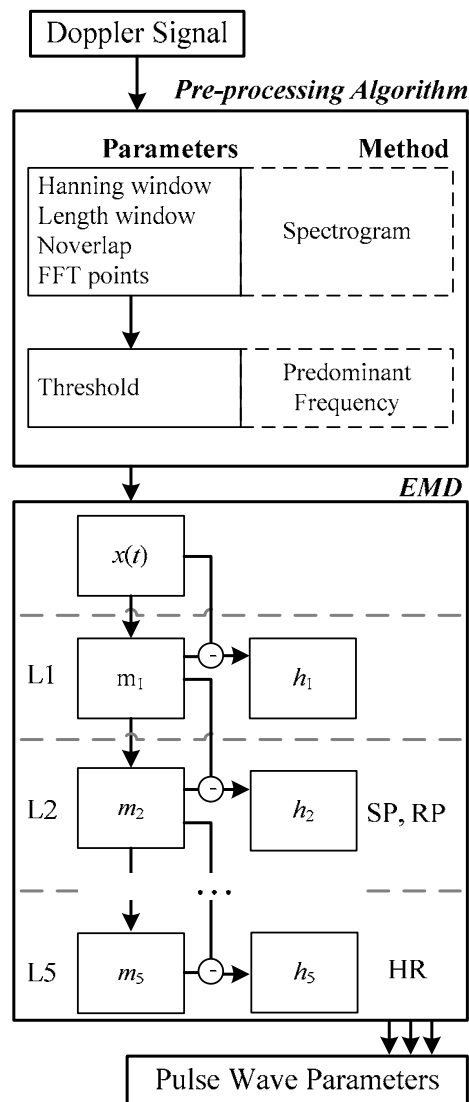 Doppler Signal
Pre-processing Algorithm
Parameters Method
Hanning window
Length window
Noverlap
FFT points
Spectrogram
Threshold
Predominant
Frequency
EMD
x(t)
L1 m1 - h1
L2 m2 - h2 SP, RP
...
L5 m5 - h5 HR
Pulse Wave Parameters